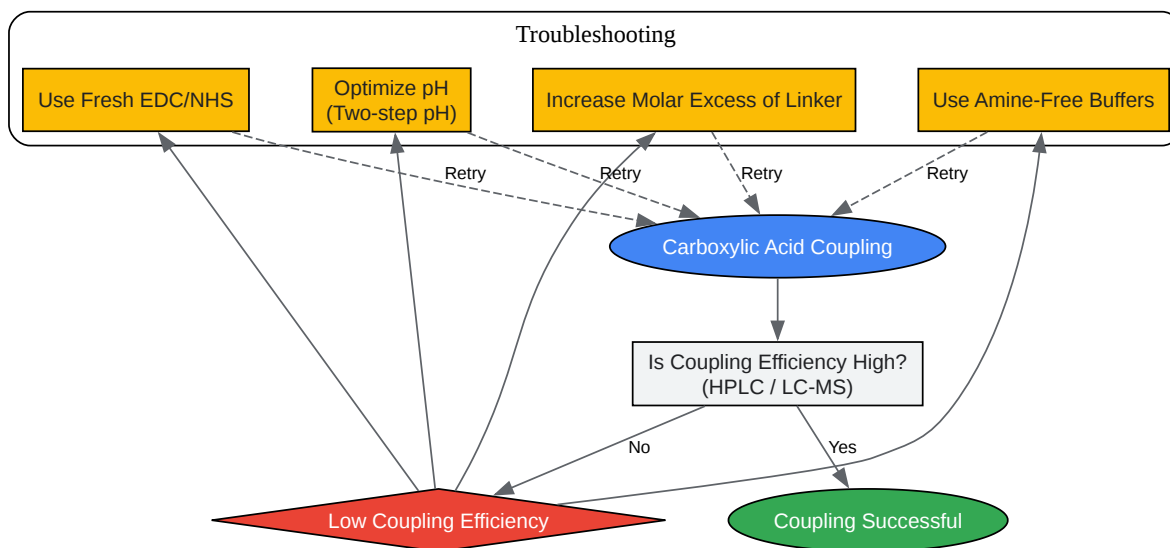 Troubleshooting
Use Fresh EDC/NHS
Optimize pH
(Two-step pH)
Increase Molar Excess of Linker
Use Amine-Free Buffers
Retry
Retry
Retry
Retry
Carboxylic Acid Coupling
Is Coupling Efficiency High?
(HPLC / LC-MS)
No
Yes
Low Coupling Efficiency
Coupling Successful